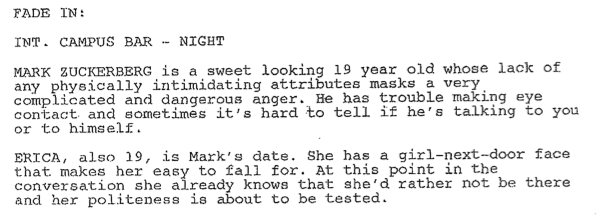 FADE IN:
INT. CAMPUS BAR - NIGHT
MARK ZUCKERBERG is a sweet looking 19 year old whose lack of
any physically intimidating attributes masks a very
complicated and dangerous anger. He has trouble making eye
contact and sometimes it's hard to tell if he's talking to you
or to himself.
ERICA, also 19, is Mark's date. She has a girl-next-door face
that makes her easy to fall for. At this point in the
conversation she already knows that she'd rather not be there
and her politeness is about to be tested.